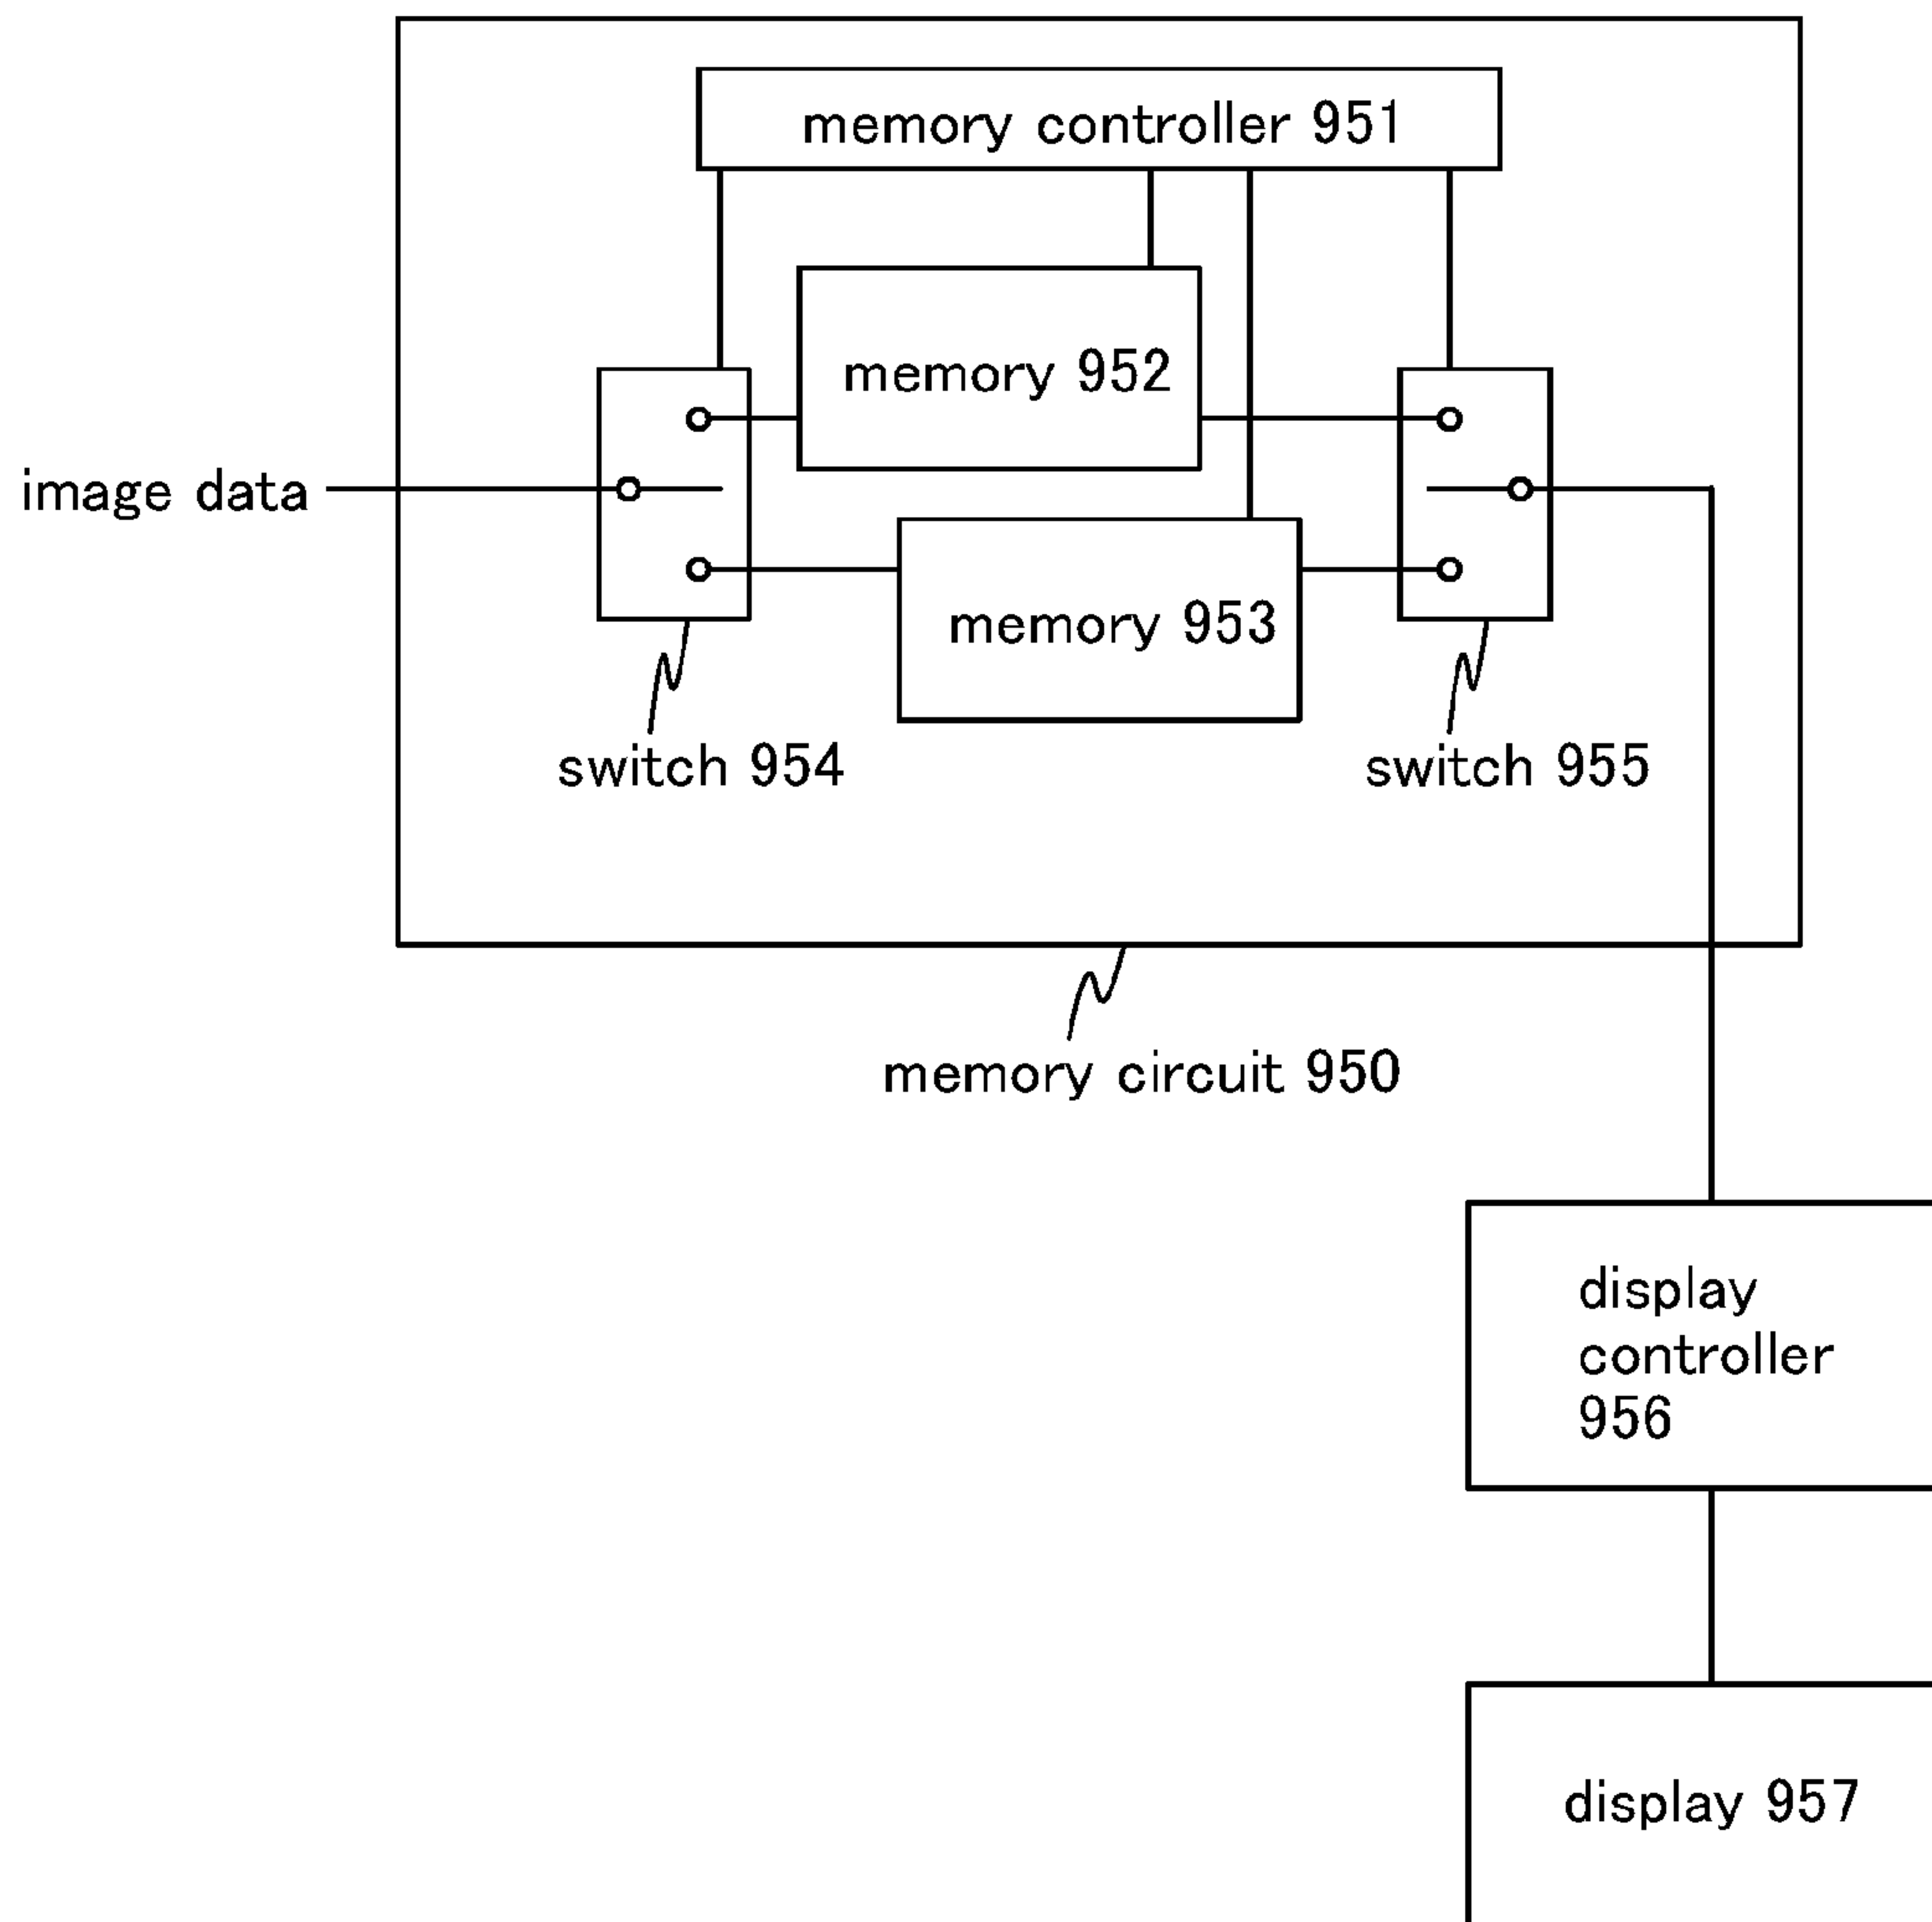 memory controller 951
memory 952
image data
memory 953
switch 954
switch 955
memory circuit 950
display
controller
956
display 957